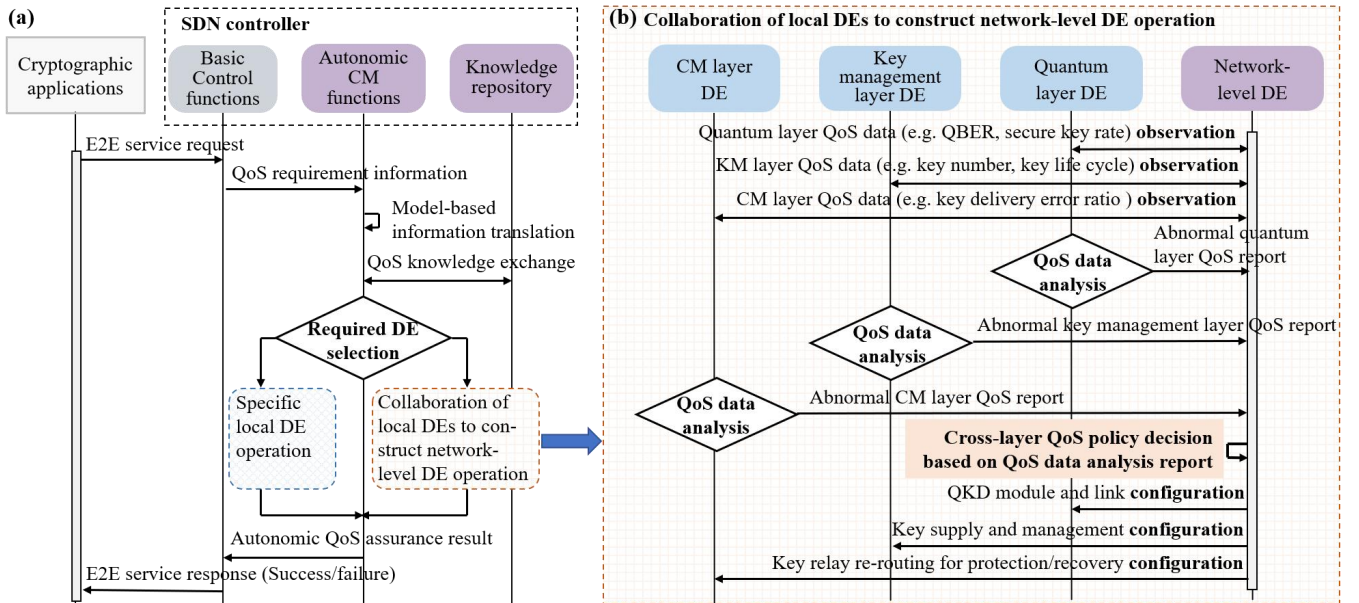 (a)
SDN controller
Cryptographic
applications
Basic
Control
functions
Autonomic
CM
functions
Knowledge
repository
E2E service request
QoS requirement information
Model-based
information translation
QoS knowledge exchange
Required DE
selection
Specific
local DE
operation
Collaboration of
local DEs to con-
struct network-
level DE operation
Autonomic QoS assurance result
E2E service response (Success/failure)
(b) Collaboration of local DEs to construct network-level DE operation
CM layer
DE
Key
management
layer DE
Quantum
layer DE
Network-
level DE
Quantum layer QoS data (e.g. QBER, secure key rate) observation
KM layer QoS data (e.g. key number, key life cycle) observation
CM layer QoS data (e.g. key delivery error ratio ) observation
QoS data
analysis
Abnormal quantum
layer QoS report
QoS data
analysis
Abnormal key management layer QoS report
QoS data
analysis
Abnormal CM layer QoS report
Cross-layer QoS policy decision
based on QoS data analysis report
QKD module and link configuration
Key supply and management configuration
Key relay re-routing for protection/recovery configuration